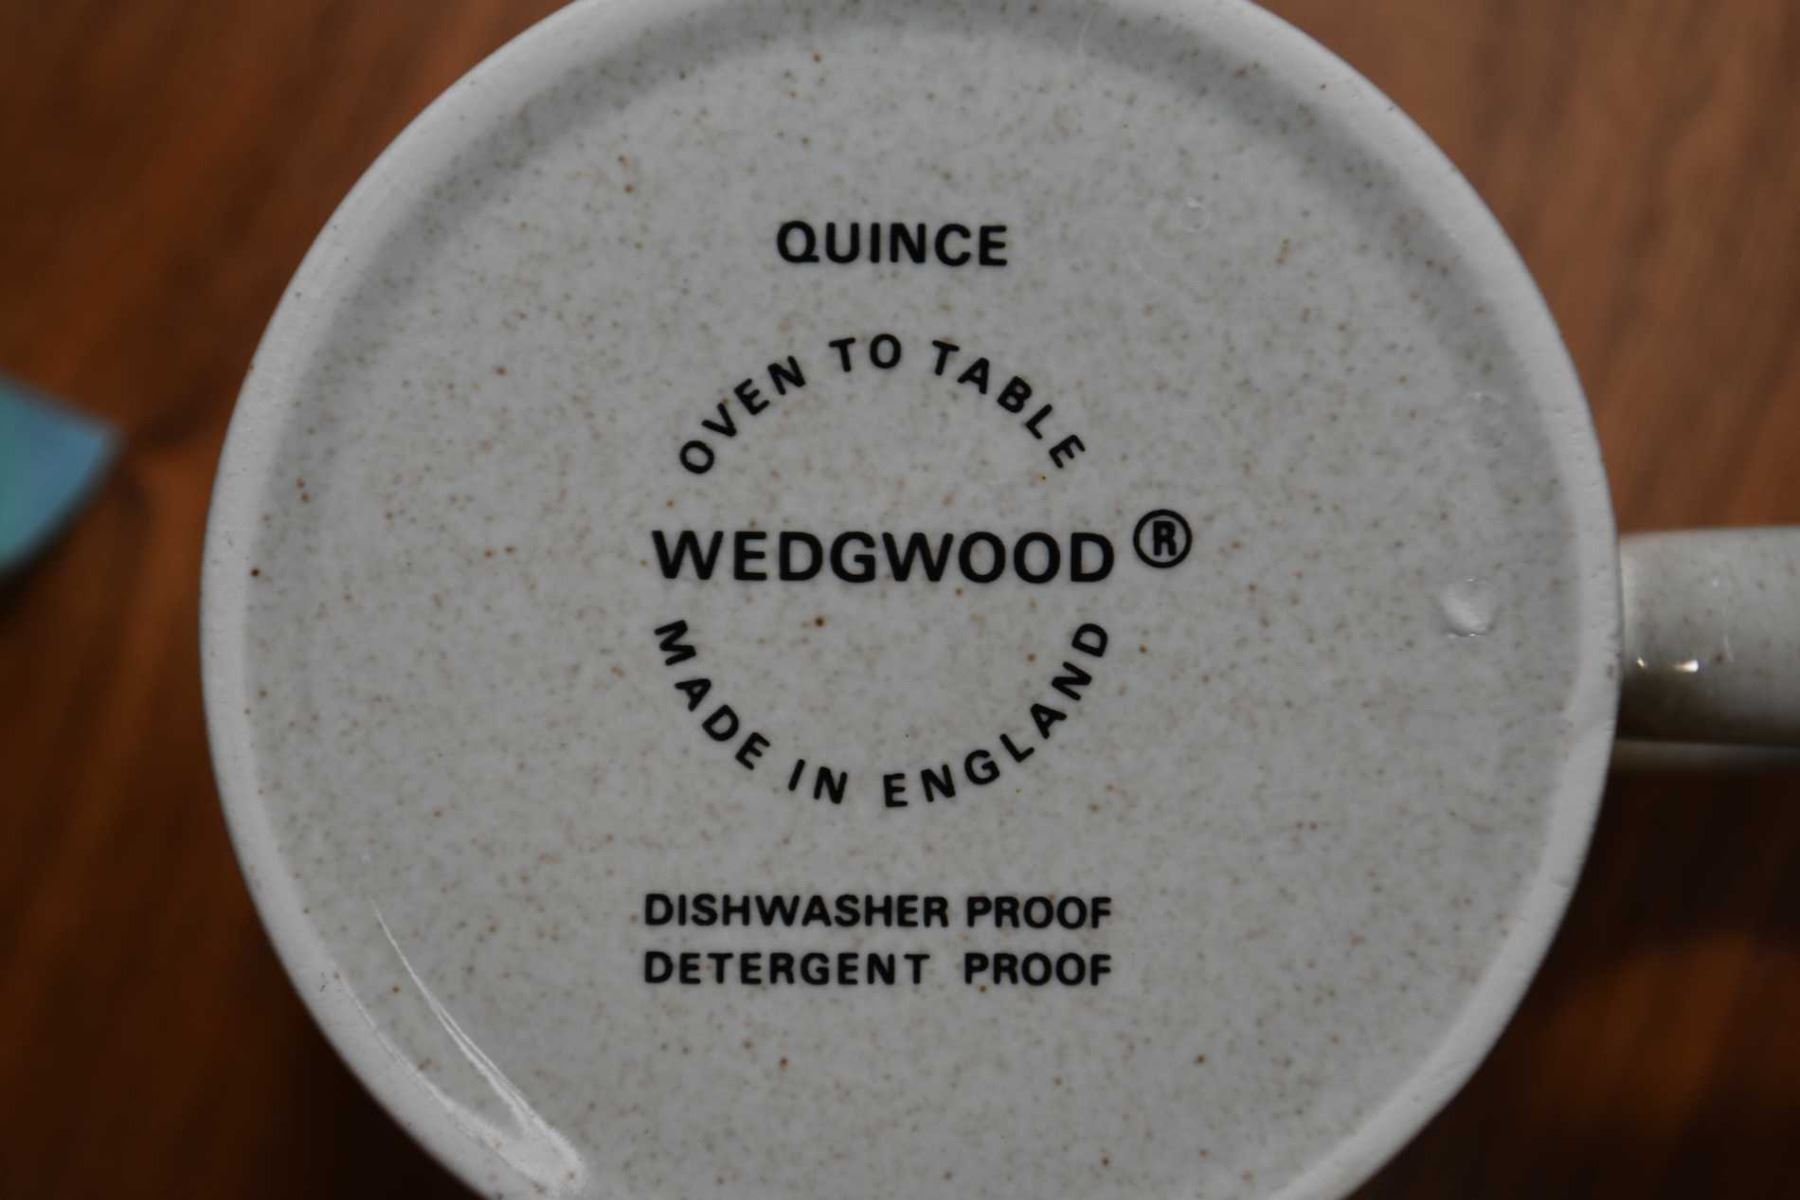 QUINCE
OVEN TO TABLE
WEDGWOOD®
MADE IN ENGLAND
DISHWASHER PROOF
DETERGENT PROOF